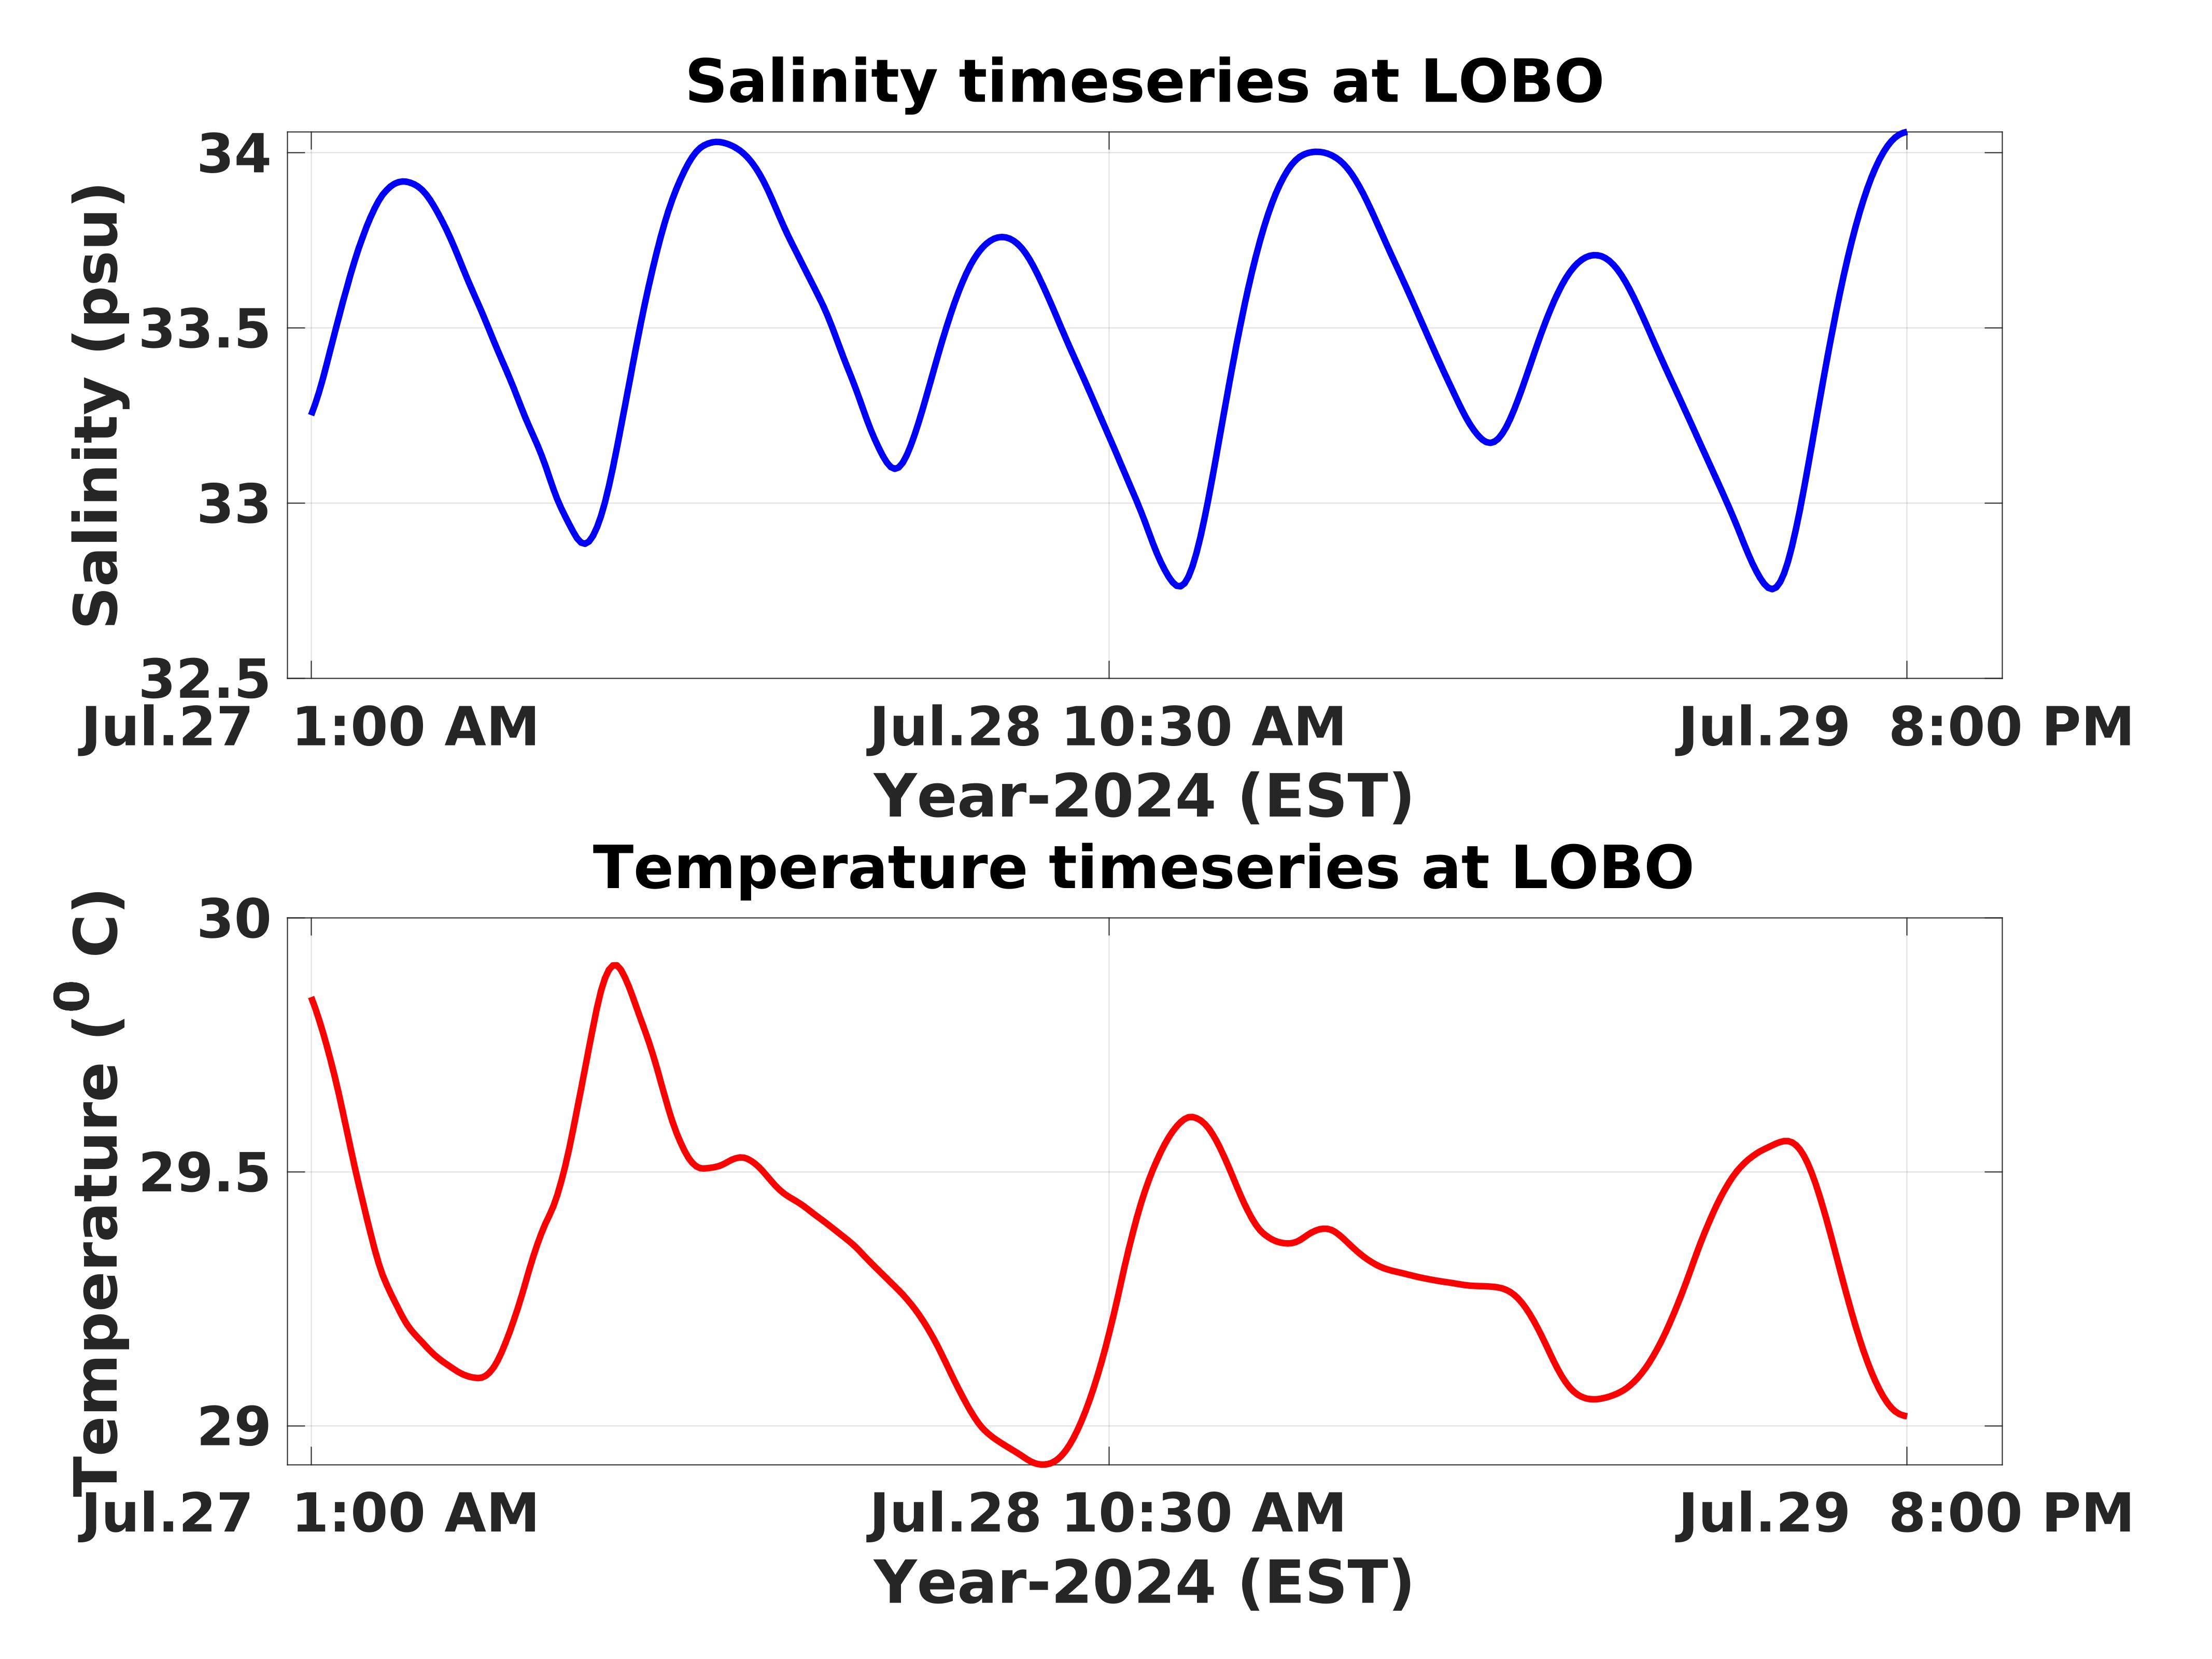 Salinity timeseries at LOBO
Salinity (psu)
34
33.5
33
32.5
Jul.27  1:00 AM
Jul.28 10:30 AM
Jul.29  8:00 PM
Year-2024 (EST)
Temperature timeseries at LOBO
Temperature (⁰ C)
30
29.5
29
Jul.27  1:00 AM
Jul.28 10:30 AM
Jul.29  8:00 PM
Year-2024 (EST)